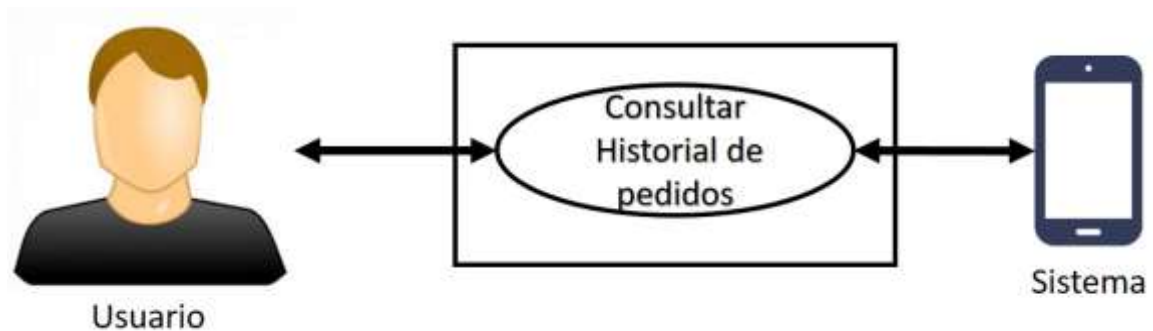 Consultar
Historial de
pedidos
Usuario
Sistema